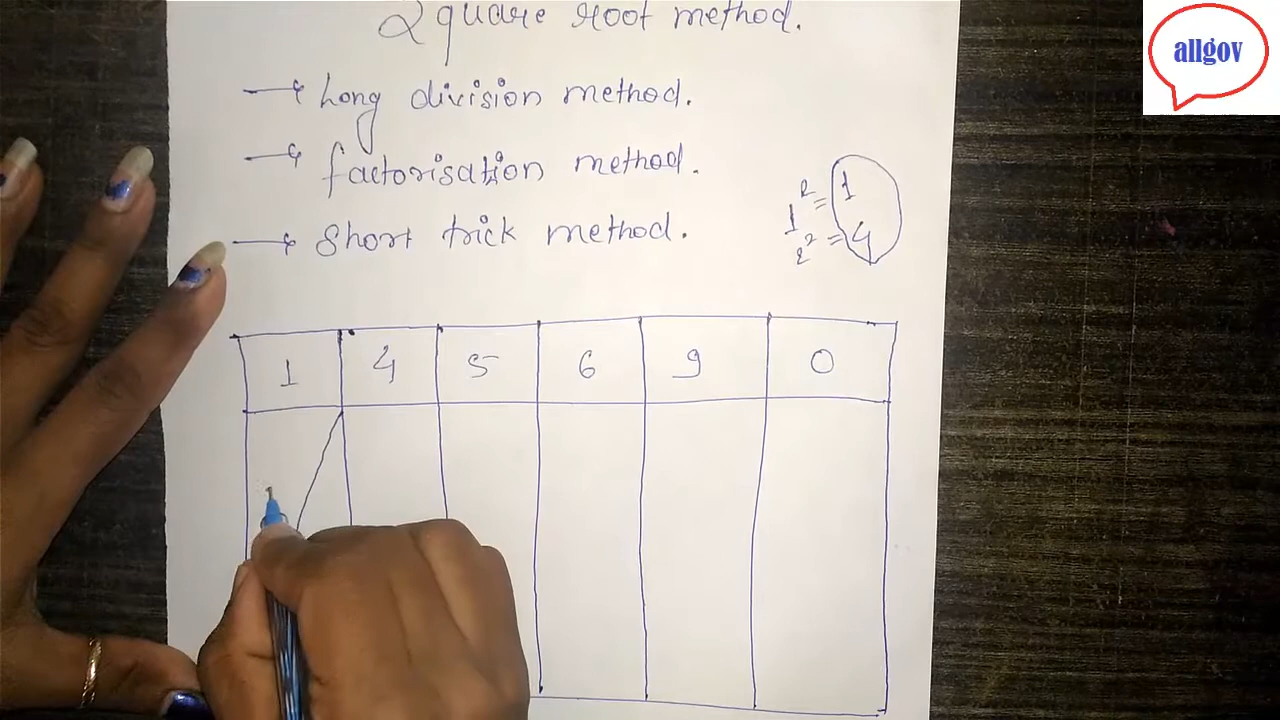 Square root method.
allgov
→ Long division method.
→ factorisation method.
→ Short trick method.
1² = 1
2² = 4
1 4 5 6 9 0